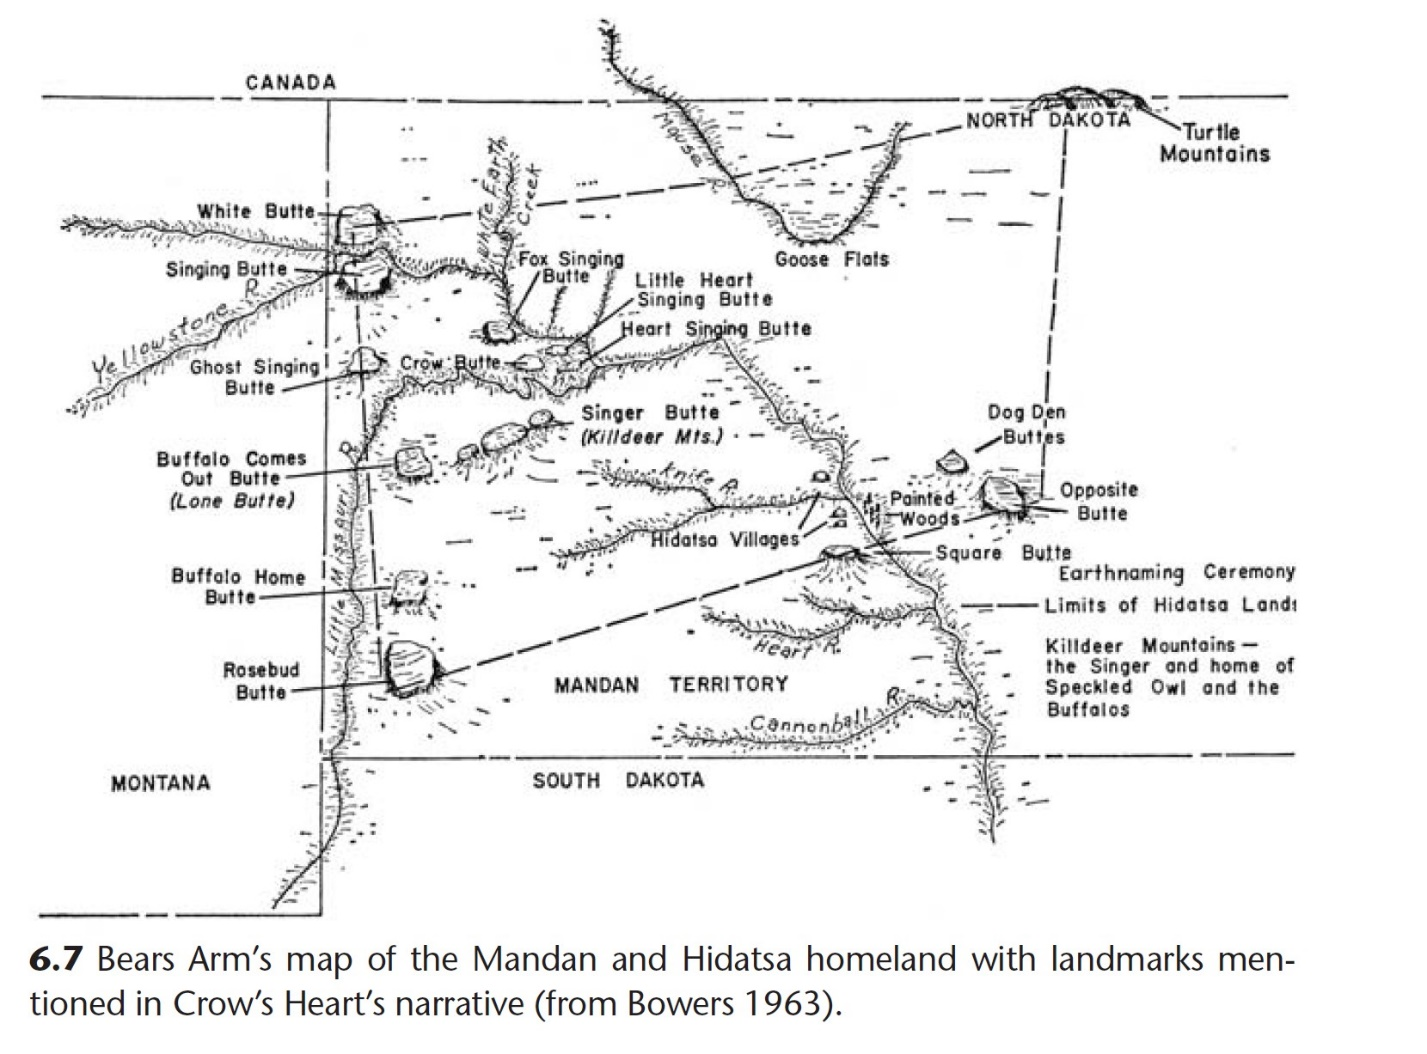 CANADA
Mouse R.
NORTH DAKOTA
Turtle
Mountains
White Earth
Creek
White Butte
Singing Butte
Yellowstone R.
Goose Flats
Fox Singing
Butte
Little Heart
Singing Butte
Heart Singing Butte
Ghost Singing
Butte
Crow Butte
Singer Butte
(Killdeer Mts.)
Dog Den
Buttes
Buffalo Comes
Out Butte
(Lone Butte)
Little Missouri R.
Knife R.
Painted
Woods
Opposite
Butte
Hidatsa Villages
Square Butte
Earthnaming Ceremony
Limits of Hidatsa Lands
Buffalo Home
Butte
Heart R.
Killdeer Mountains —
the Singer and home of
Speckled Owl and the
Buffalos
Rosebud
Butte
MANDAN TERRITORY
Cannonball R.
MONTANA
SOUTH DAKOTA
6.7 Bears Arm's map of the Mandan and Hidatsa homeland with landmarks men-
tioned in Crow's Heart's narrative (from Bowers 1963).